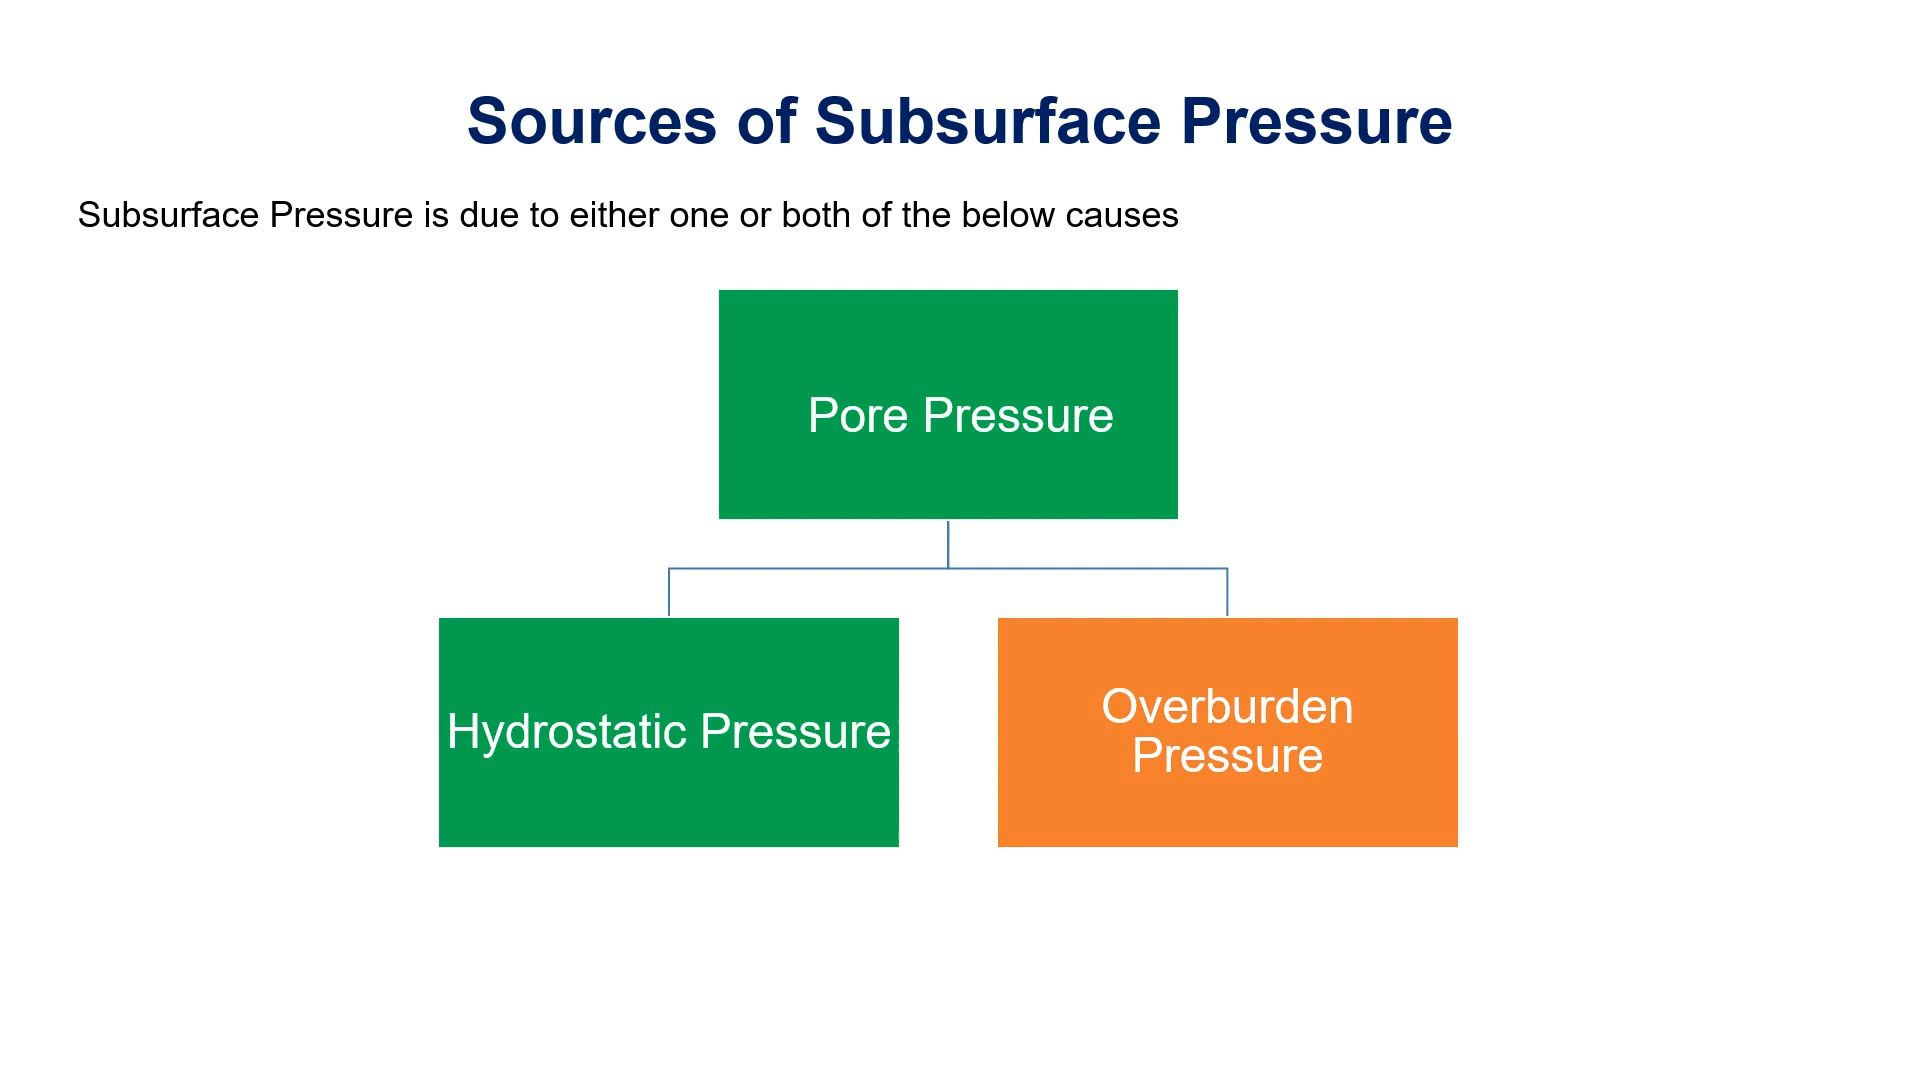 Sources of Subsurface Pressure
Subsurface Pressure is due to either one or both of the below causes
Pore Pressure
Hydrostatic Pressure
Overburden
Pressure